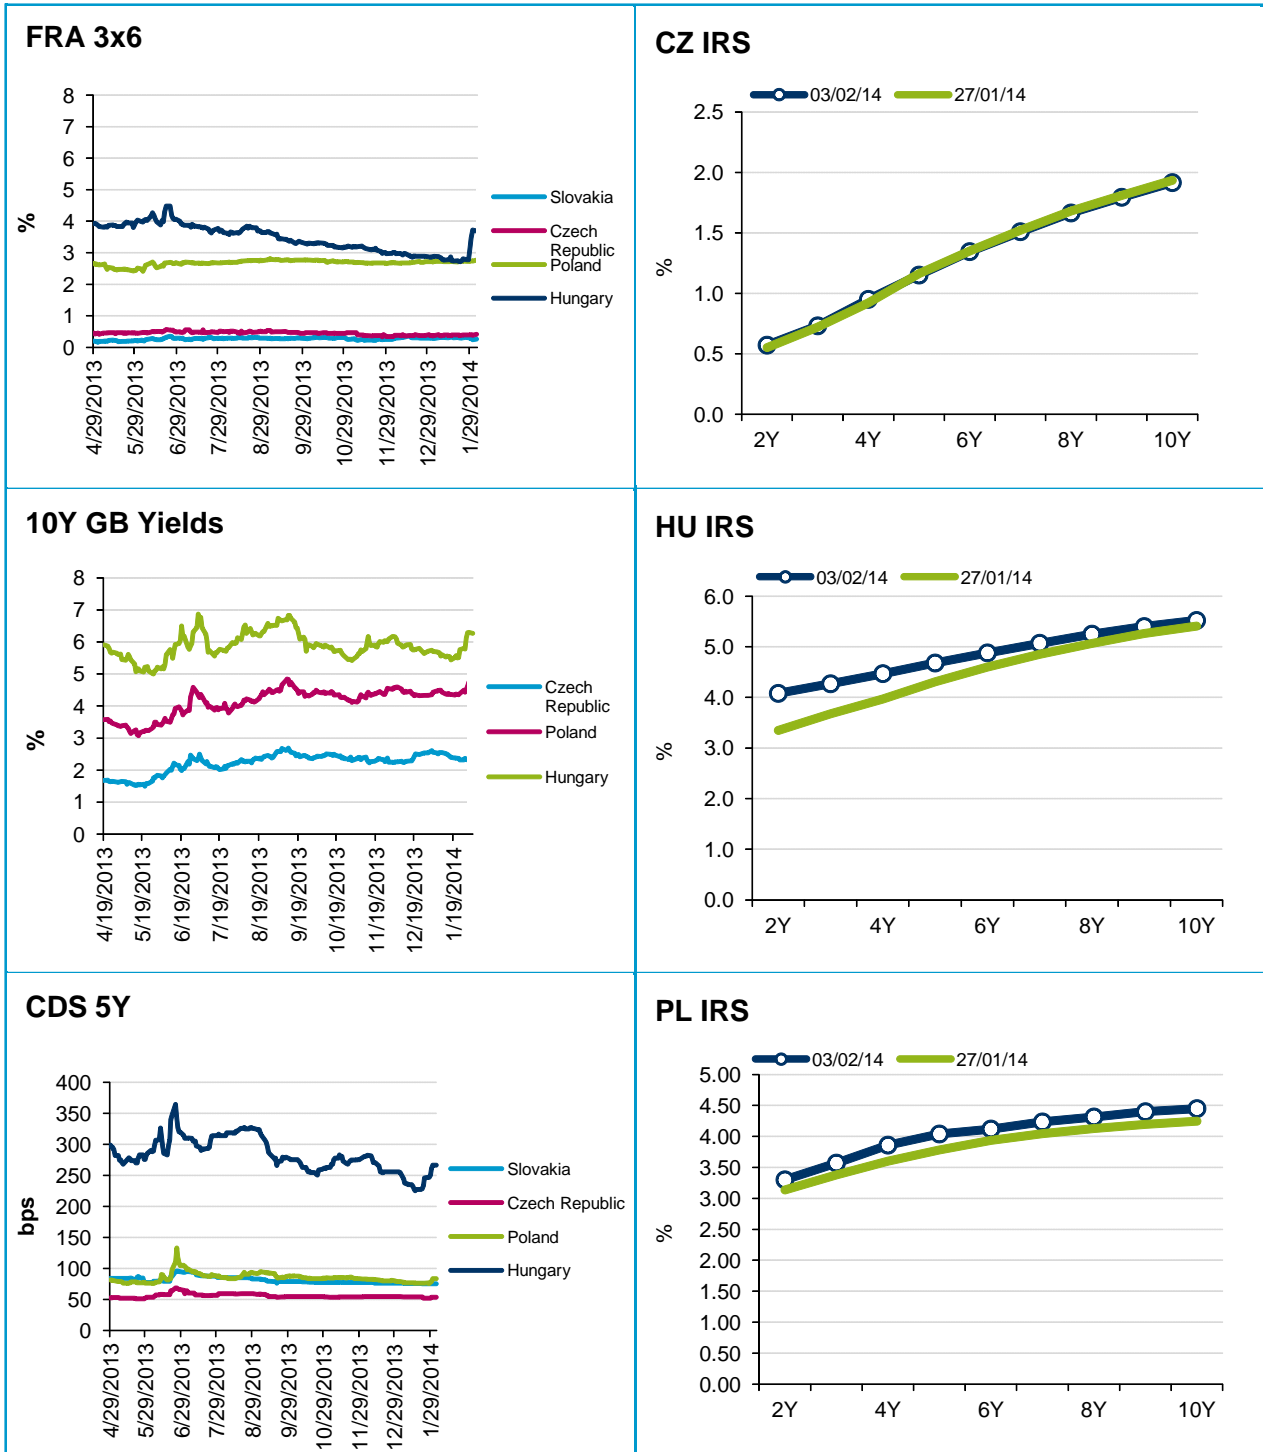 FRA 3x6
8
7
6
5
4
3
2
1
0
%
4/29/2013
5/29/2013
6/29/2013
7/29/2013
8/29/2013
9/29/2013
10/29/2013
11/29/2013
12/29/2013
1/29/2014
Slovakia
Czech
Republic
Poland
Hungary
CZ IRS
03/02/14
27/01/14
2.5
2.0
1.5
1.0
0.5
0.0
%
2Y
4Y
6Y
8Y
10Y
10Y GB Yields
8
7
6
5
4
3
2
1
0
%
4/19/2013
5/19/2013
6/19/2013
7/19/2013
8/19/2013
9/19/2013
10/19/2013
11/19/2013
12/19/2013
1/19/2014
Czech
Republic
Poland
Hungary
HU IRS
03/02/14
27/01/14
6.0
5.0
4.0
3.0
2.0
1.0
0.0
%
2Y
4Y
6Y
8Y
10Y
CDS 5Y
400
350
300
250
200
150
100
50
0
bps
4/29/2013
5/29/2013
6/29/2013
7/29/2013
8/29/2013
9/29/2013
10/29/2013
11/29/2013
12/29/2013
1/29/2014
Slovakia
Czech Republic
Poland
Hungary
PL IRS
03/02/14
27/01/14
5.00
4.50
4.00
3.50
3.00
2.50
2.00
1.50
1.00
0.50
0.00
%
2Y
4Y
6Y
8Y
10Y